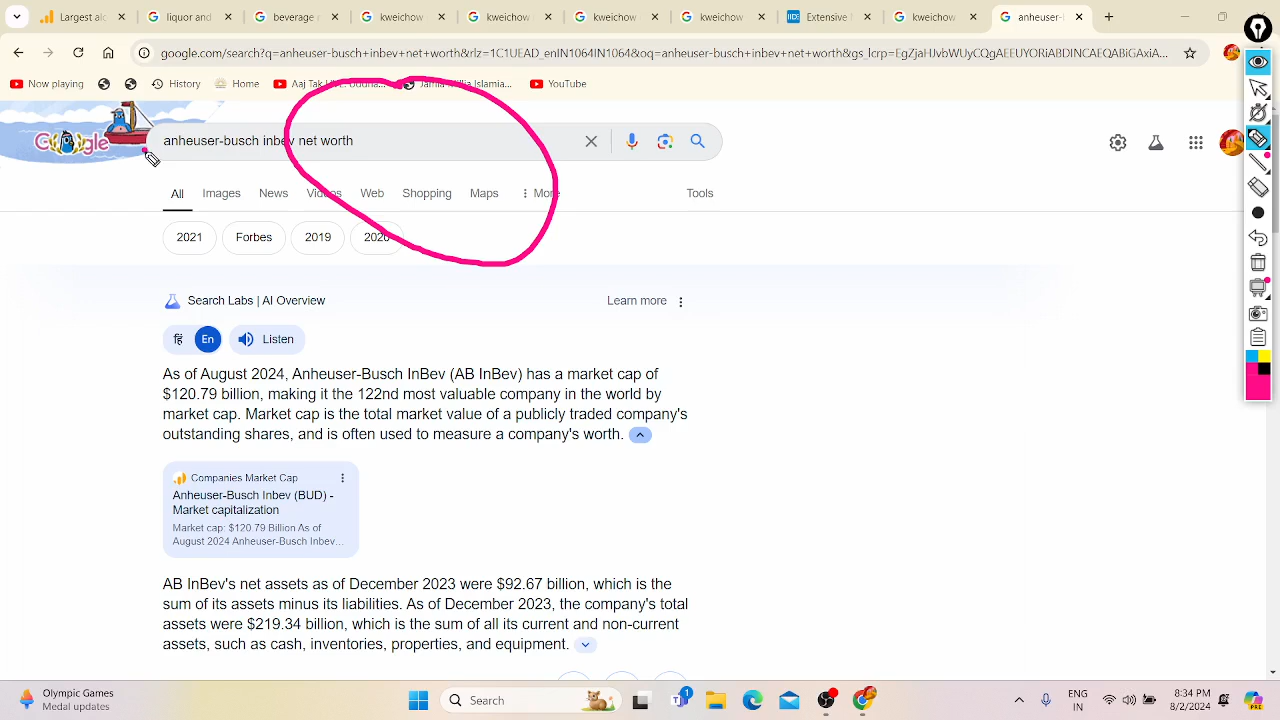 Largest
liquor
beverage
kweichow
kweichow
kweichow
kweichow
Extensive
kweichow
anheuser-
google.com/search?q=anheuser-busch+inbev+net+worth&rlz=1C1UEAD_enIN1064IN1064&oq=anheuser-busch+inbev+net+worth&gs_lcrp=EgZjaHJvbWUyCQgAEEUYORiABDINCAEQABiGAxiA...
Now playing
History
Home
YouTube
Google
anheuser-busch inbev net worth
All
Images
News
Videos
Web
Shopping
Maps
More
Tools
2021
Forbes
2019
2020
Search Labs | AI Overview
Learn more
हि
En
Listen
As of August 2024, Anheuser-Busch InBev (AB InBev) has a market cap of
$120.79 billion, making it the 122nd most valuable company in the world by
market cap. Market cap is the total market value of a publicly traded company's
outstanding shares, and is often used to measure a company's worth.
Companies Market Cap
Anheuser-Busch Inbev (BUD) -
Market capitalization
Market cap: $120.79 Billion As of
August 2024 Anheuser-Busch Inbev...
AB InBev's net assets as of December 2023 were $92.67 billion, which is the
sum of its assets minus its liabilities. As of December 2023, the company's total
assets were $219.34 billion, which is the sum of all its current and non-current
assets, such as cash, inventories, properties, and equipment.
Olympic Games
Medal updates
Search
1
ENG
IN
8:34 PM
8/2/2024